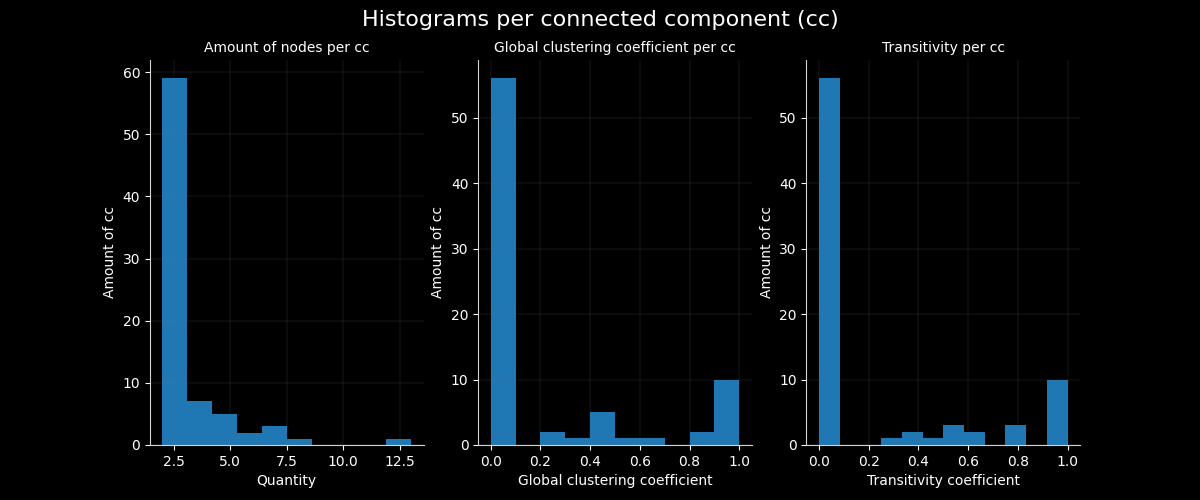 Histograms per connected component (cc)
Amount of nodes per cc
Global clustering coefficient per cc
Transitivity per cc
Amount of cc
60
50
40
30
20
10
0
2.5 5.0 7.5 10.0 12.5
Quantity
Amount of cc
50
40
30
20
10
0
0.0 0.2 0.4 0.6 0.8 1.0
Global clustering coefficient
Amount of cc
50
40
30
20
10
0
0.0 0.2 0.4 0.6 0.8 1.0
Transitivity coefficient